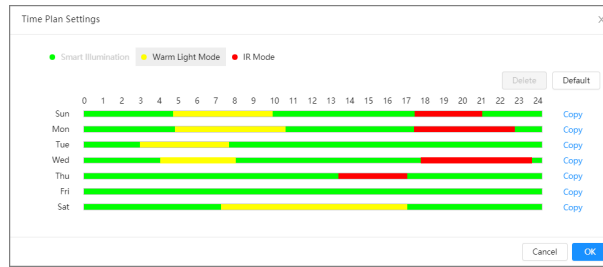 Time Plan Settings X
Smart Illumination Warm Light Mode IR Mode
Delete Default
0 1 2 3 4 5 6 7 8 9 10 11 12 13 14 15 16 17 18 19 20 21 22 23 24
Sun Copy
Mon Copy
Tue Copy
Wed Copy
Thu Copy
Fri Copy
Sat Copy
Cancel OK